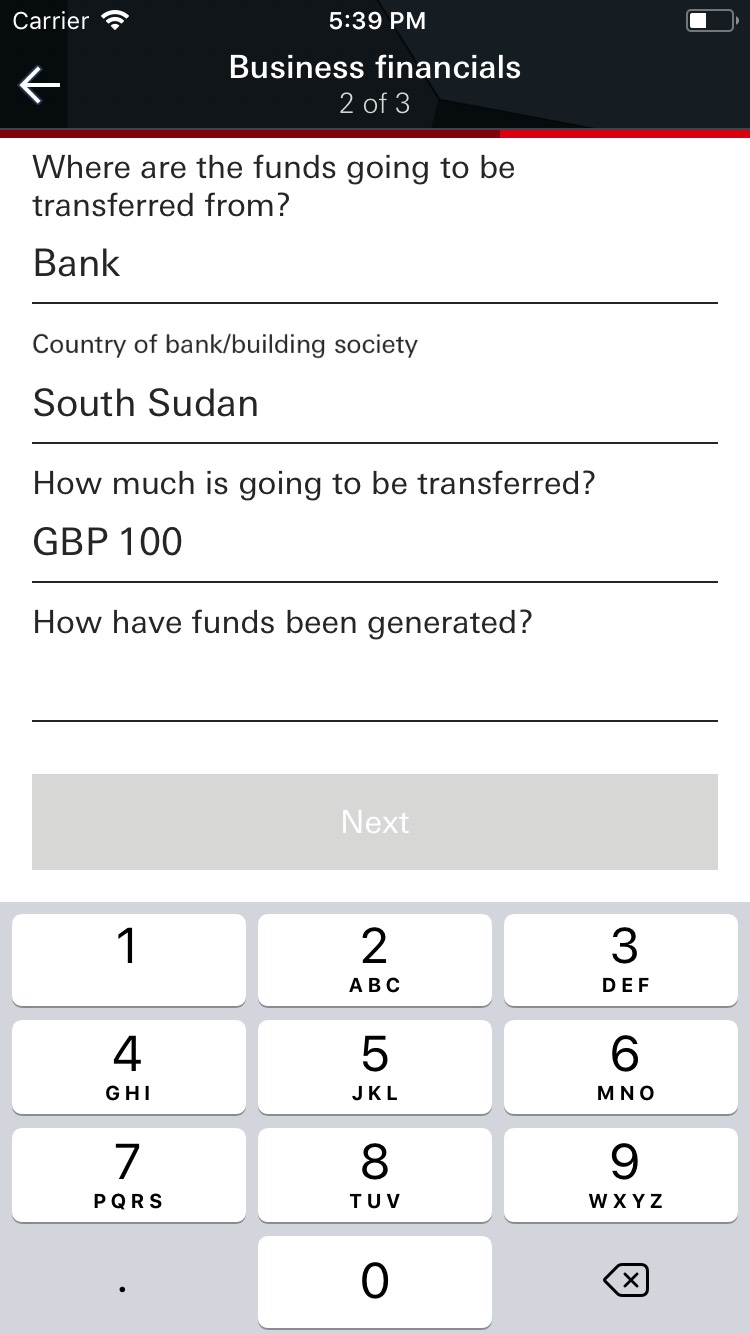 Carrier 5:39 PM
Business financials
2 of 3
Where are the funds going to be
transferred from?
Bank
Country of bank/building society
South Sudan
How much is going to be transferred?
GBP 100
How have funds been generated?
Next
1 2 3
ABC DEF
4 5 6
GHI JKL MNO
7 8 9
PQRS TUV WXYZ
. 0